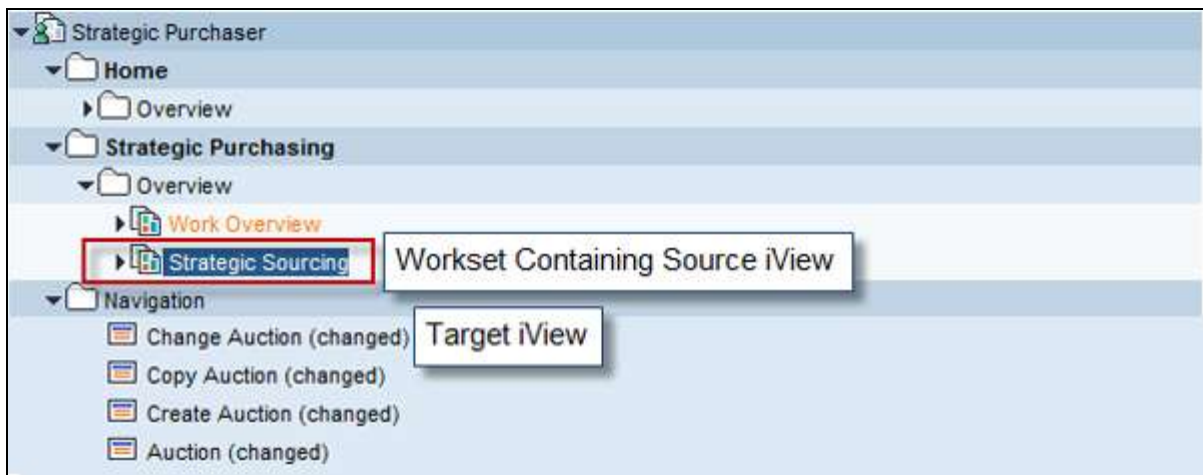 Strategic Purchaser
Home
Overview
Strategic Purchasing
Overview
Work Overview
Strategic Sourcing
Workset Containing Source iView
Navigation
Change Auction (changed)
Target iView
Copy Auction (changed)
Create Auction (changed)
Auction (changed)